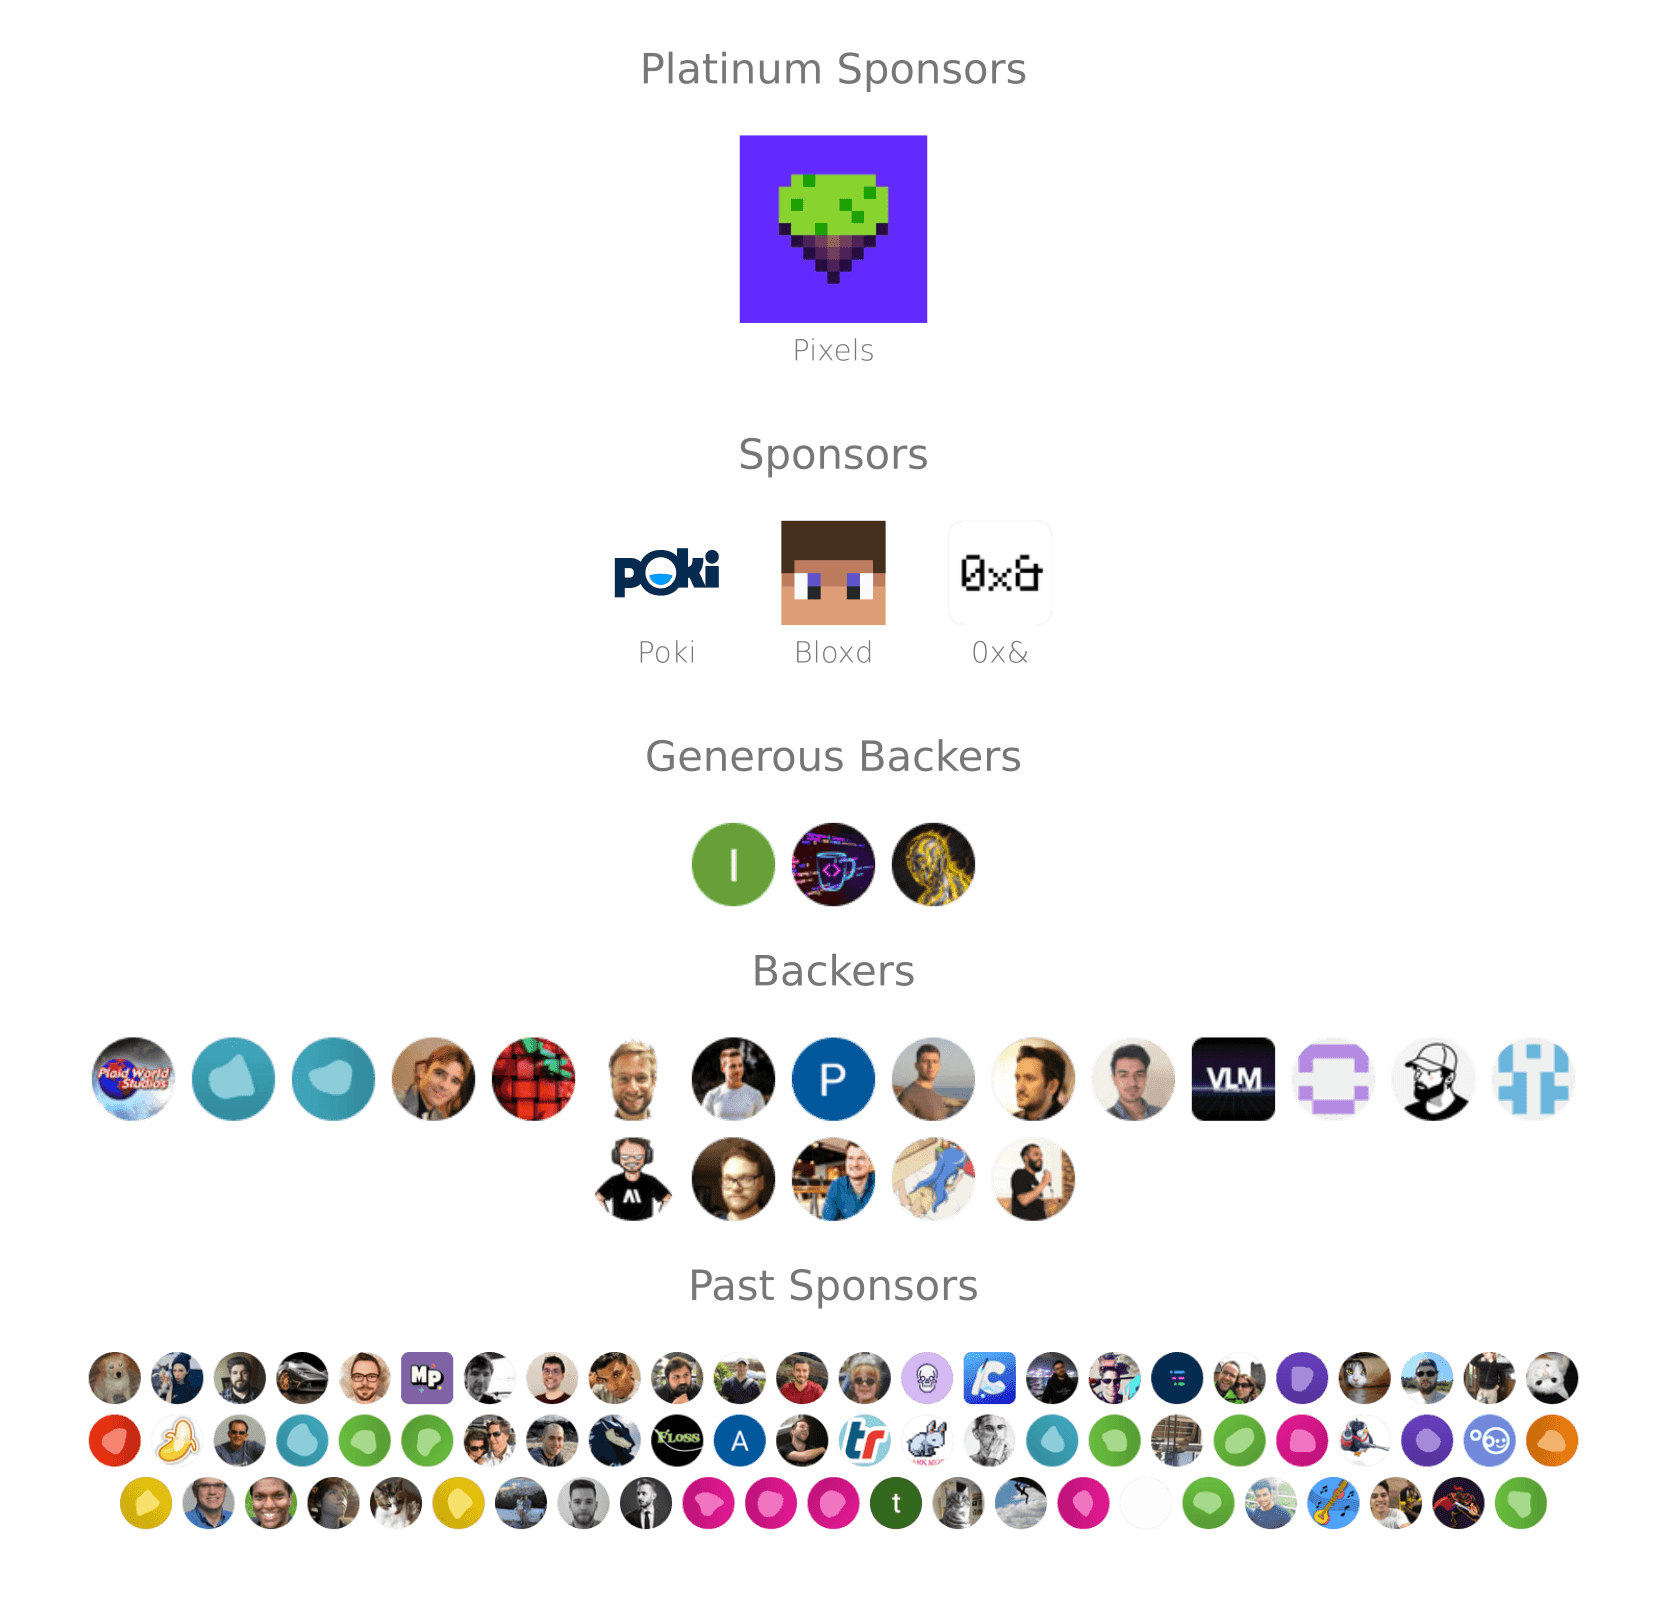 Platinum Sponsors
Pixels
Sponsors
poki
0x&
Poki Bloxd 0x&
Generous Backers
I
<>
Backers
Plaid World
Studios
P
VLM
Past Sponsors
MP
C
FLOSS
A
tr
t